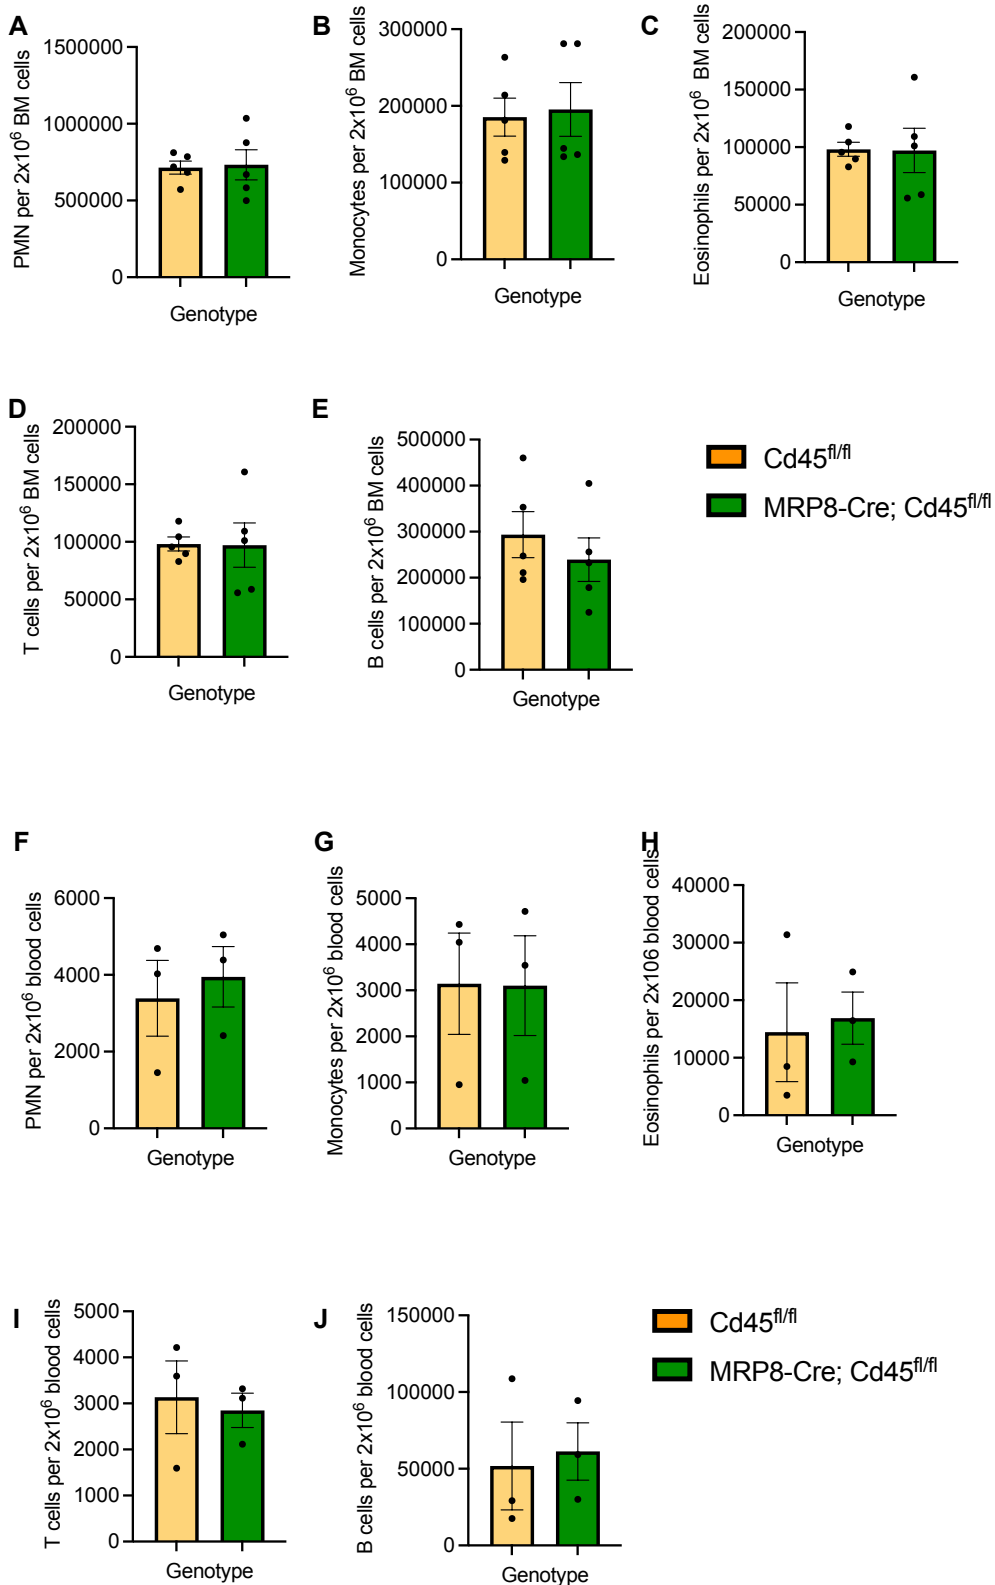 A
PMN per 2x10⁶ BM cells
1500000
1000000
500000
0
Genotype
B
Monocytes per 2x10⁶ BM cells
300000
200000
100000
0
Genotype
C
Eosinophils per 2x10⁶ BM cells
200000
150000
100000
50000
0
Genotype
D
T cells per 2x10⁶ BM cells
200000
150000
100000
50000
0
Genotype
E
B cells per 2x10⁶ BM cells
500000
400000
300000
200000
100000
0
Genotype
Cd45fl/fl
MRP8-Cre; Cd45fl/fl
F
PMN per 2x10⁶ blood cells
6000
4000
2000
0
Genotype
G
Monocytes per 2x10⁶ blood cells
5000
4000
3000
2000
1000
0
Genotype
H
Eosinophils per 2x106 blood cells
40000
30000
20000
10000
0
Genotype
I
T cells per 2x10⁶ blood cells
5000
4000
3000
2000
1000
0
Genotype
J
B cells per 2x10⁶ blood cells
150000
100000
50000
0
Genotype
Cd45fl/fl
MRP8-Cre; Cd45fl/fl